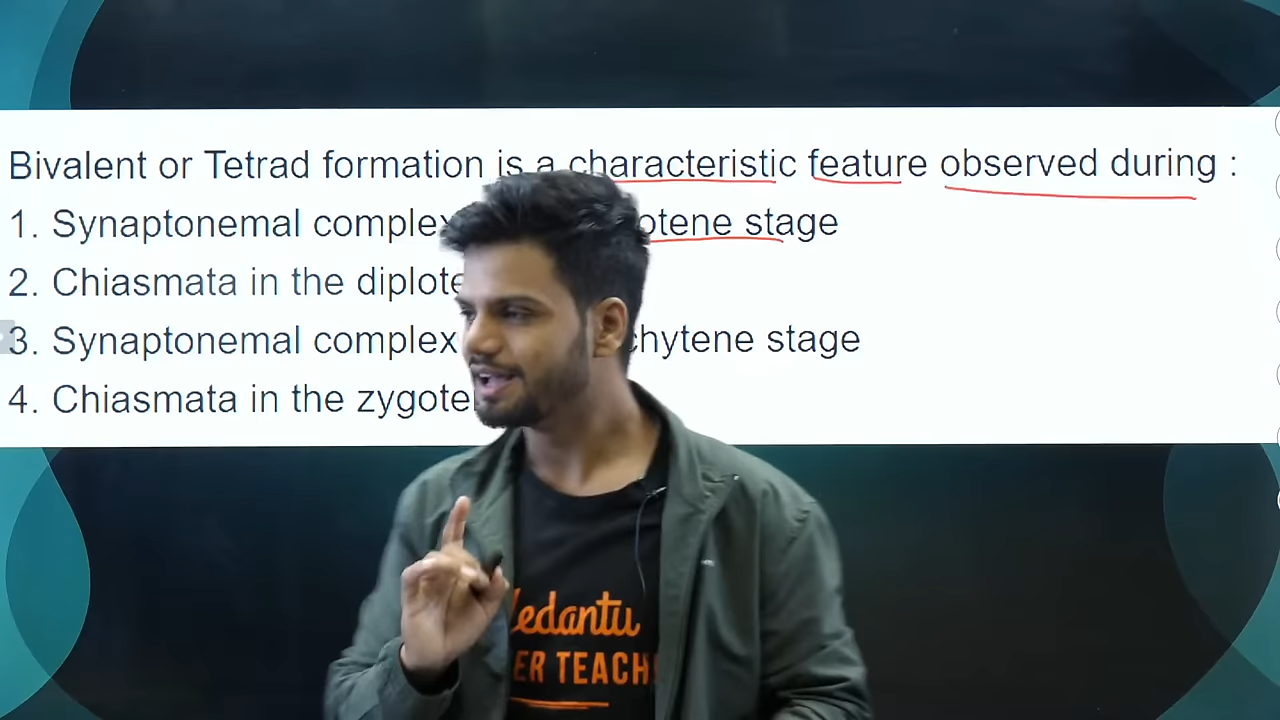 Bivalent or Tetrad formation is a characteristic feature observed during :
1. Synaptonemal complex otene stage
2. Chiasmata in the diplote
3. Synaptonemal complex chytene stage
4. Chiasmata in the zygote
Vedantu
ER TEACH